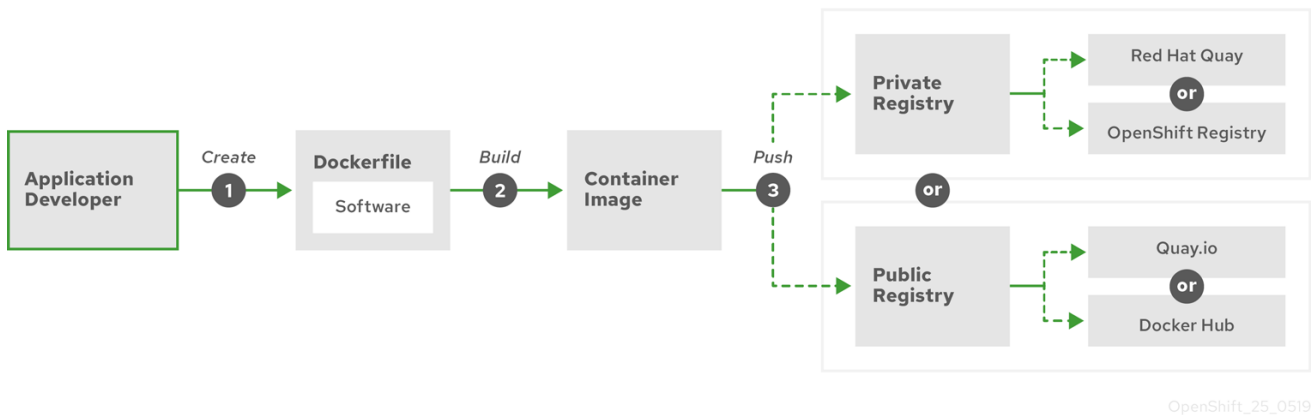 Application
Developer
Create
1
Dockerfile
Software
Build
2
Container
Image
Push
3
Private
Registry
Red Hat Quay
or
OpenShift Registry
or
Public
Registry
Quay.io
or
Docker Hub
OpenShift_25_0519